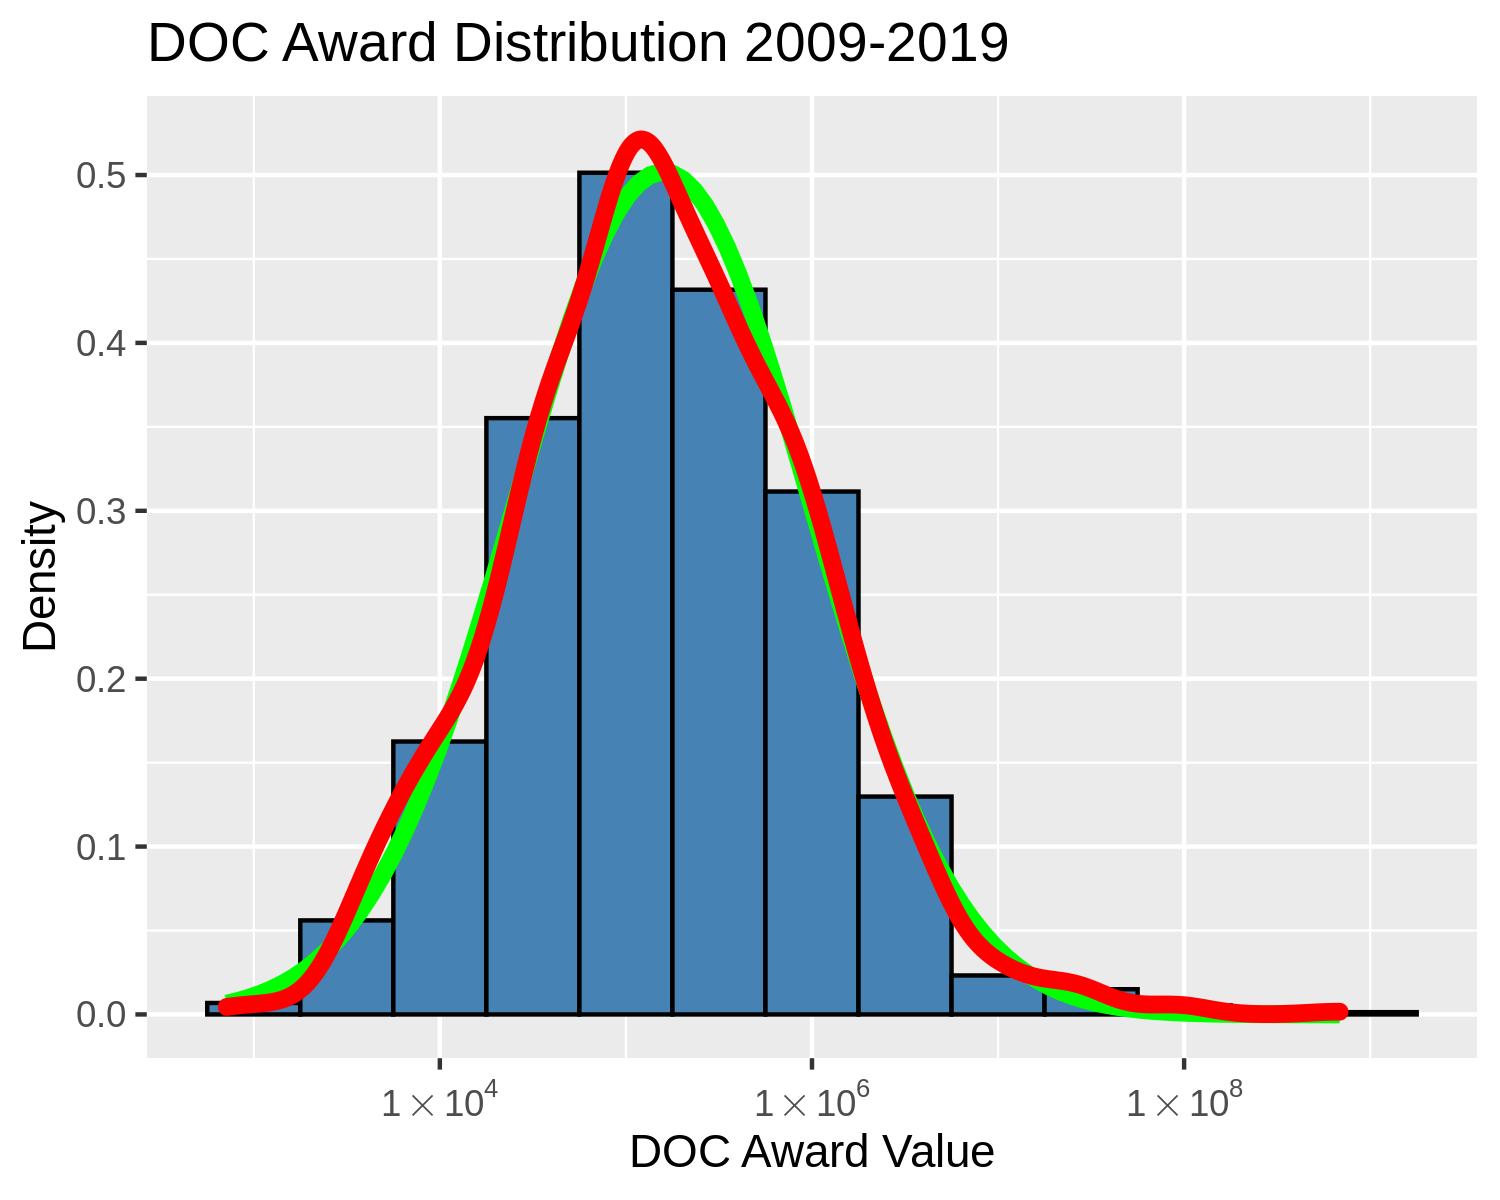 DOC Award Distribution 2009-2019
Density
0.5
0.4
0.3
0.2
0.1
0.0
1 × 10⁴ 1 × 10⁶ 1 × 10⁸
DOC Award Value